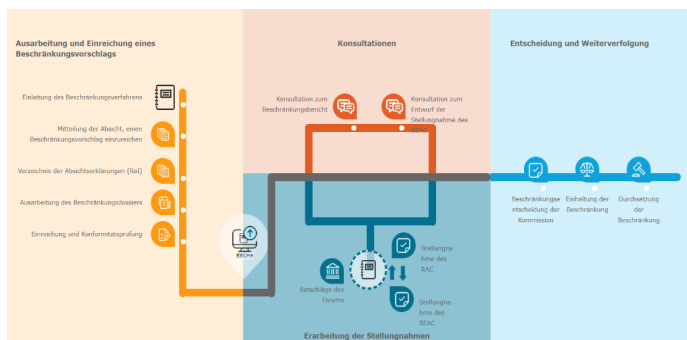 Ausarbeitung und Einreichung eines
Beschränkungsvorschlags
Einleitung des Beschränkungsverfahrens
Mitteilung der Absicht, einen
Beschränkungsvorschlag einzureichen
Verzeichnis der Absichtserklärungen (RoI)
Ausarbeitung des Beschränkungsdossiers
Einreichung und Konformitätsprüfung
ECHA
Konsultationen
Konsultation zum
Beschränkungsbericht
Konsultation zum
Entwurf der
Stellungnahme des
SEAC
Ratschläge des
Forums
Stellungna
hme des
RAC
Stellungna
hme des
SEAC
Erarbeitung der Stellungnahmen
Entscheidung und Weiterverfolgung
Beschränkungse
ntscheidung der
Kommission
Einhaltung der
Beschränkung
Durchsetzung
der
Beschränkung